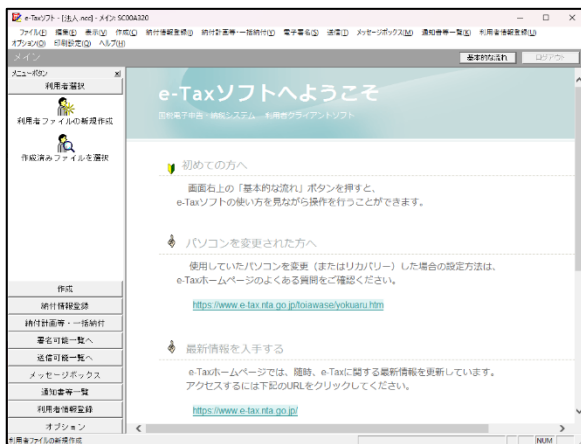 e-Taxソフト - [法人.ncc] - メイン SC00A320
ファイル(F) 編集(E) 表示(V) 作成(C) 納付情報登録(I) 納付計画等・一括納付(Y) 電子署名(S) 送信(T) メッセージボックス(M) 通知書等一覧(X) 利用者情報登録(U)
オプション(O) 印刷設定(Q) ヘルプ(H)
メイン
基本的な流れ
ログアウト
メニューボタン
利用者選択
利用者ファイルの新規作成
作成済みファイルを選択
作成
納付情報登録
納付計画等・一括納付
署名可能一覧へ
送信可能一覧へ
メッセージボックス
通知書等一覧
利用者情報登録
オプション
e-Taxソフトへようこそ
国税電子申告・納税システム 利用者クライアントソフト
初めての方へ
画面右上の「基本的な流れ」ボタンを押すと、
e-Taxソフトの使い方を見ながら操作を行うことができます。
パソコンを変更された方へ
使用していたパソコンを変更（またはリカバリー）した場合の設定方法は、
e-Taxホームページのよくある質問をご確認ください。
https://www.e-tax.nta.go.jp/toiawase/yokuaru.htm
最新情報を入手する
e-Taxホームページでは、随時、e-Taxに関する最新情報を更新しています。
アクセスするには下記のURLをクリックしてください。
https://www.e-tax.nta.go.jp/
利用者ファイルの新規作成
NUM